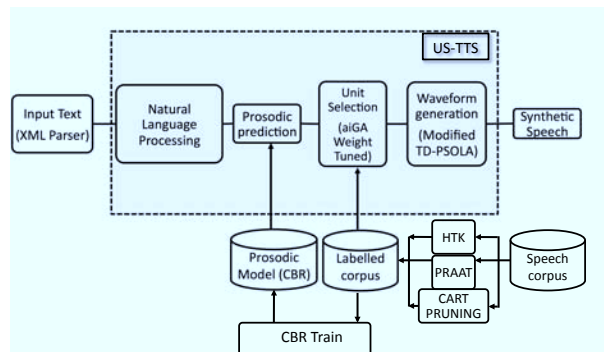 US-TTS
Input Text
(XML Parser)
Natural
Language
Processing
Prosodic
prediction
Unit
Selection
(aiGA
Weight
Tuned)
Waveform
generation
(Modified
TD-PSOLA)
Synthetic
Speech
Prosodic
Model (CBR)
Labelled
corpus
HTK
PRAAT
CART
PRUNING
Speech
corpus
CBR Train